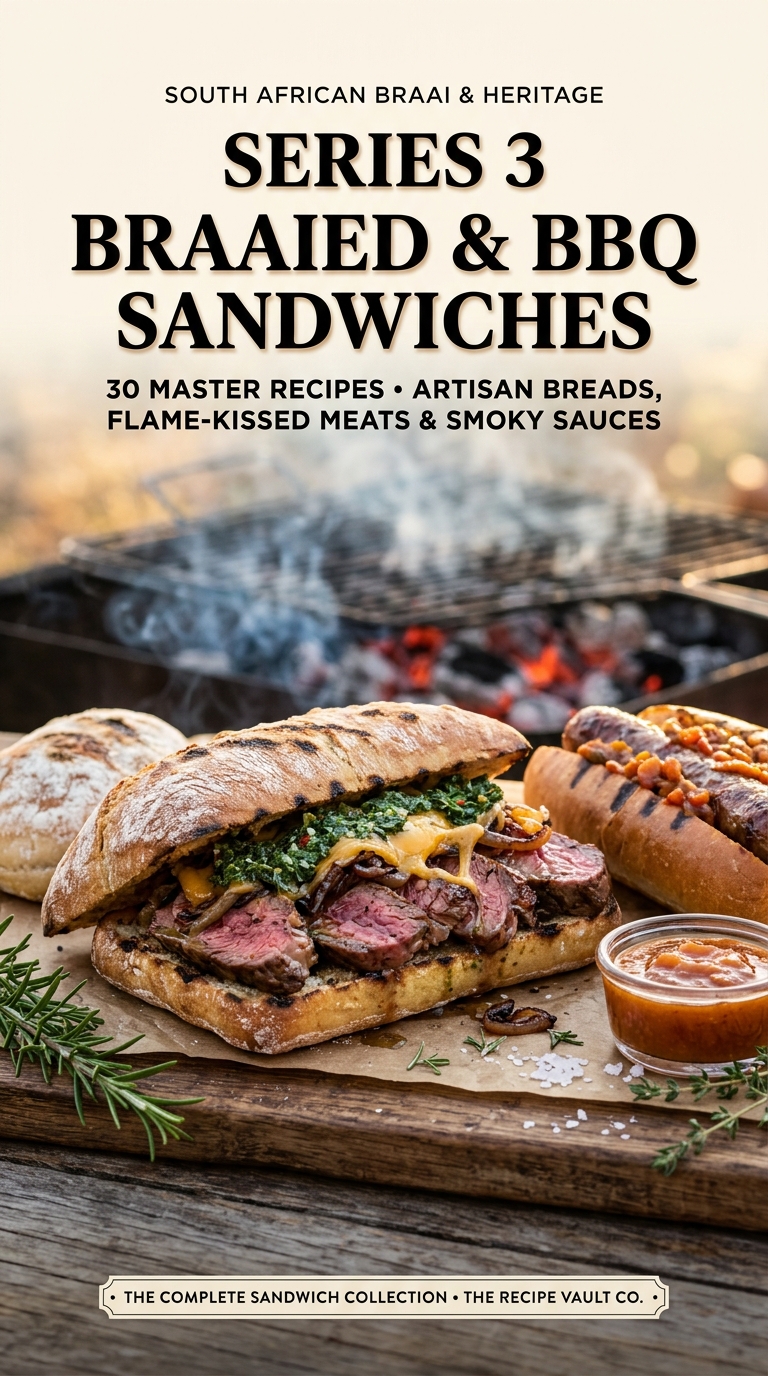 SOUTH AFRICAN BRAAI & HERITAGE
SERIES 3
BRAAIED & BBQ
SANDWICHES
30 MASTER RECIPES • ARTISAN BREADS,
FLAME-KISSED MEATS & SMOKY SAUCES
• THE COMPLETE SANDWICH COLLECTION • THE RECIPE VAULT CO. •